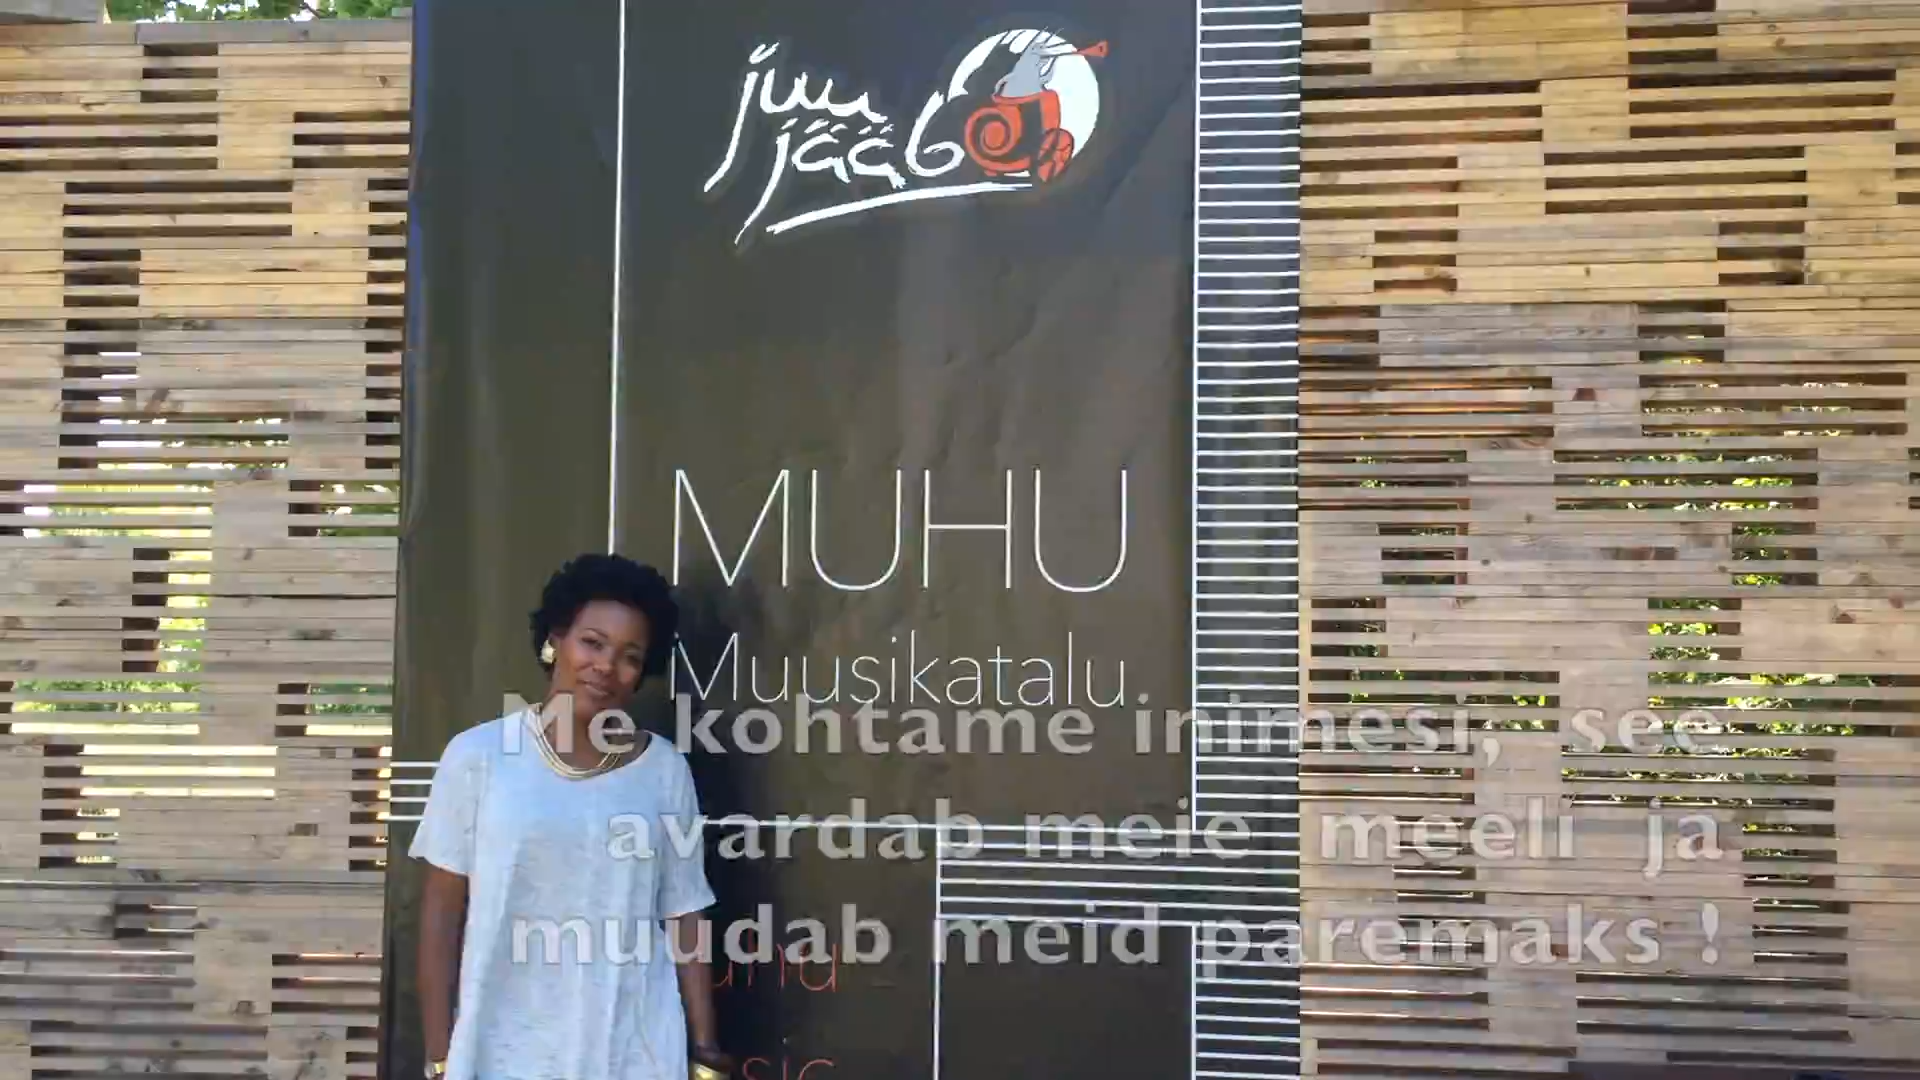 juu
jääb
MUHU
Muusikatalu
Me kohtame inimesi, see
avardab meie meeli ja
muudab meid paremaks !